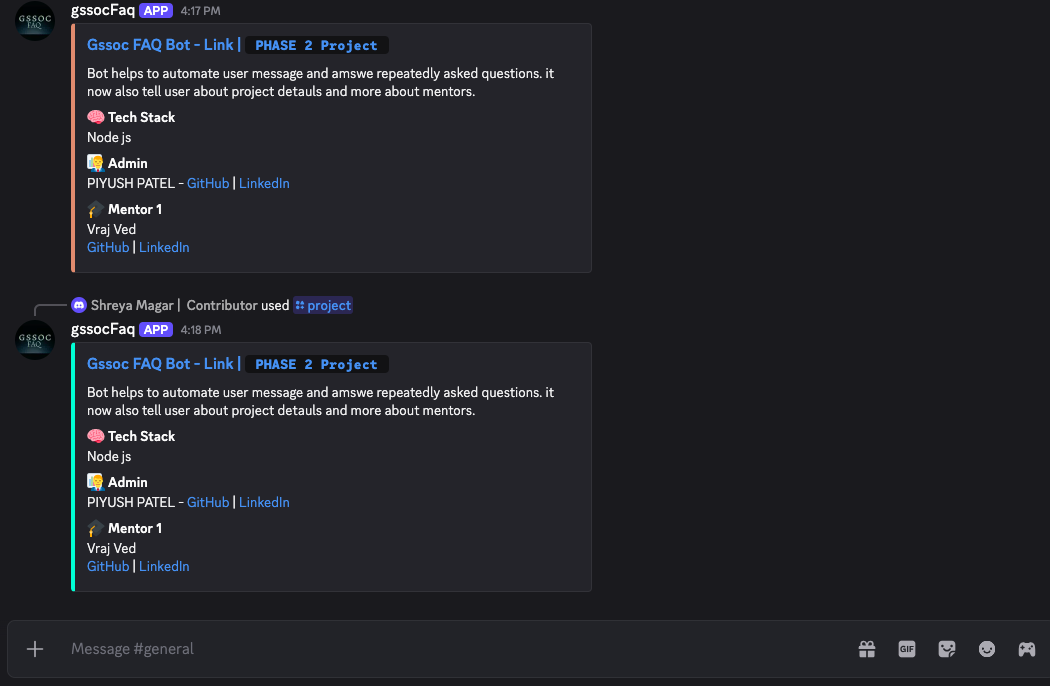 GSSOC
FAQ
gssocFaq APP 4:17 PM
Gssoc FAQ Bot - Link | PHASE 2 Project
Bot helps to automate user message and amswe repeatedly asked questions. it
now also tell user about project detauls and more about mentors.
🧠 Tech Stack
Node js
👨‍🏫 Admin
PIYUSH PATEL - GitHub | LinkedIn
🎓 Mentor 1
Vraj Ved
GitHub | LinkedIn
Shreya Magar | Contributor used project
GSSOC
FAQ
gssocFaq APP 4:18 PM
Gssoc FAQ Bot - Link | PHASE 2 Project
Bot helps to automate user message and amswe repeatedly asked questions. it
now also tell user about project detauls and more about mentors.
🧠 Tech Stack
Node js
👨‍🏫 Admin
PIYUSH PATEL - GitHub | LinkedIn
🎓 Mentor 1
Vraj Ved
GitHub | LinkedIn
Message #general
GIF